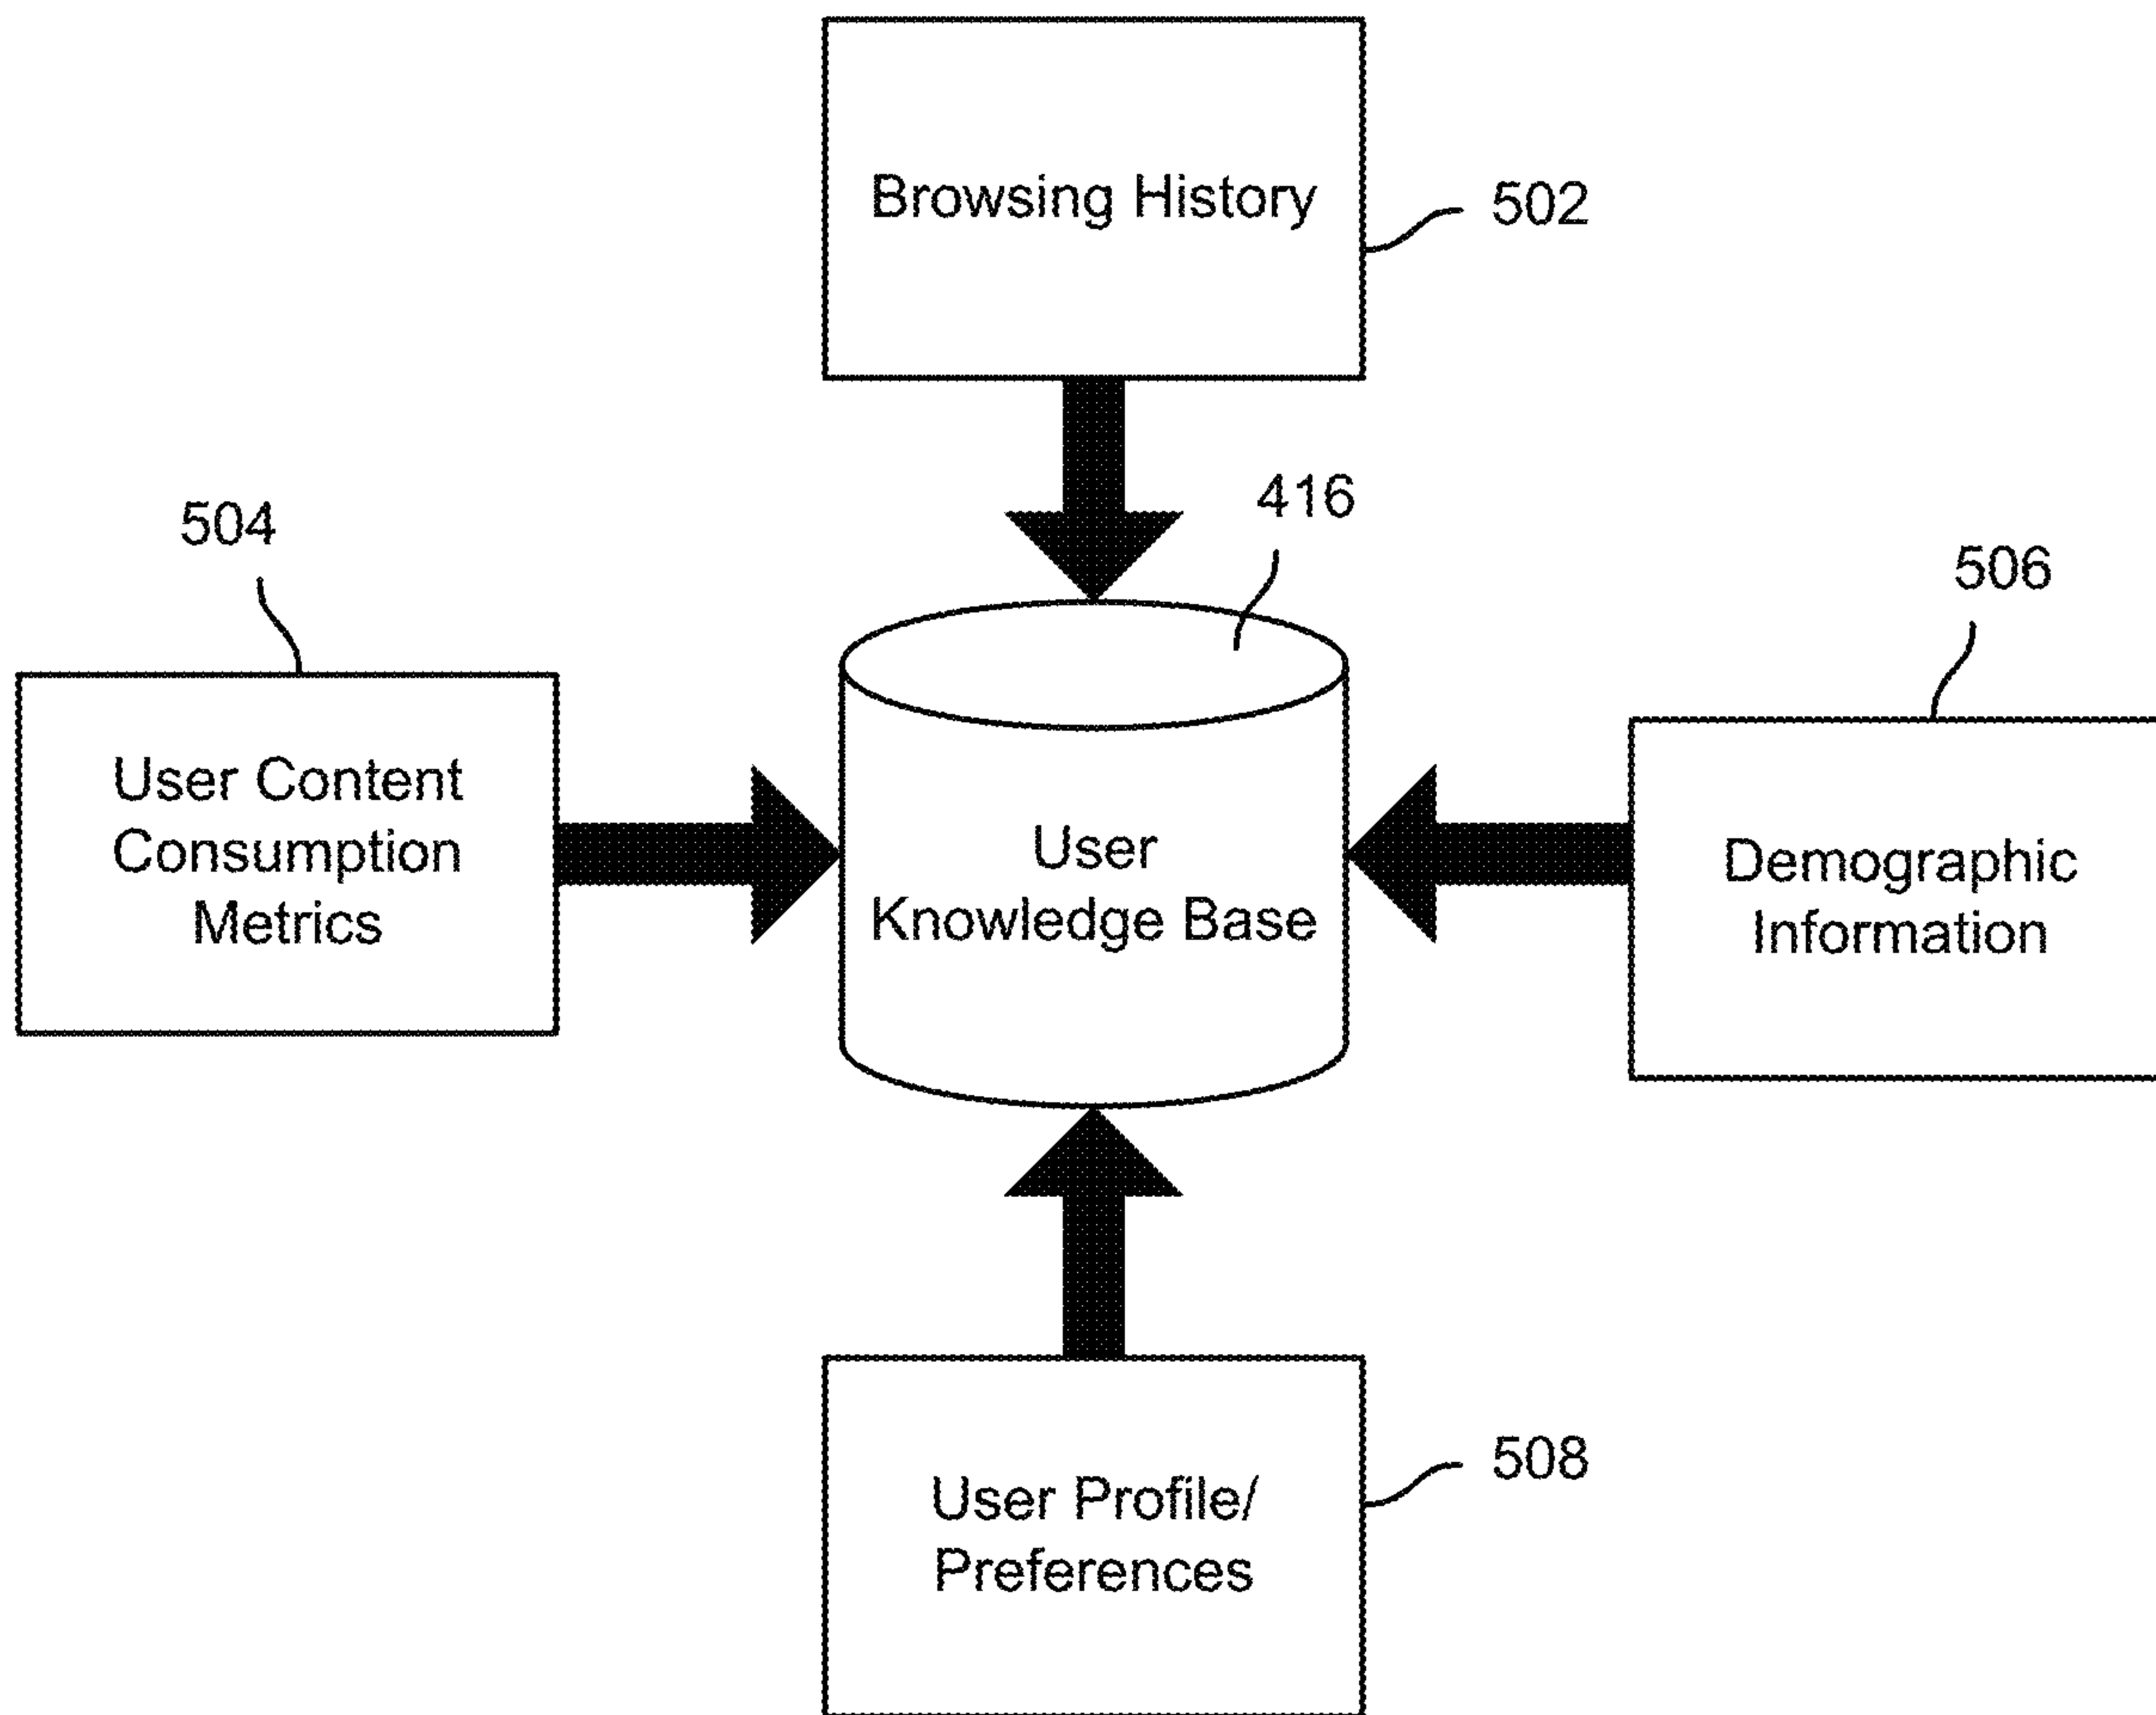 Browsing History
502
416
504
506
User Content
Consumption
Metrics
User
Knowledge Base
Demographic
Information
User Profile/
Preferences
508